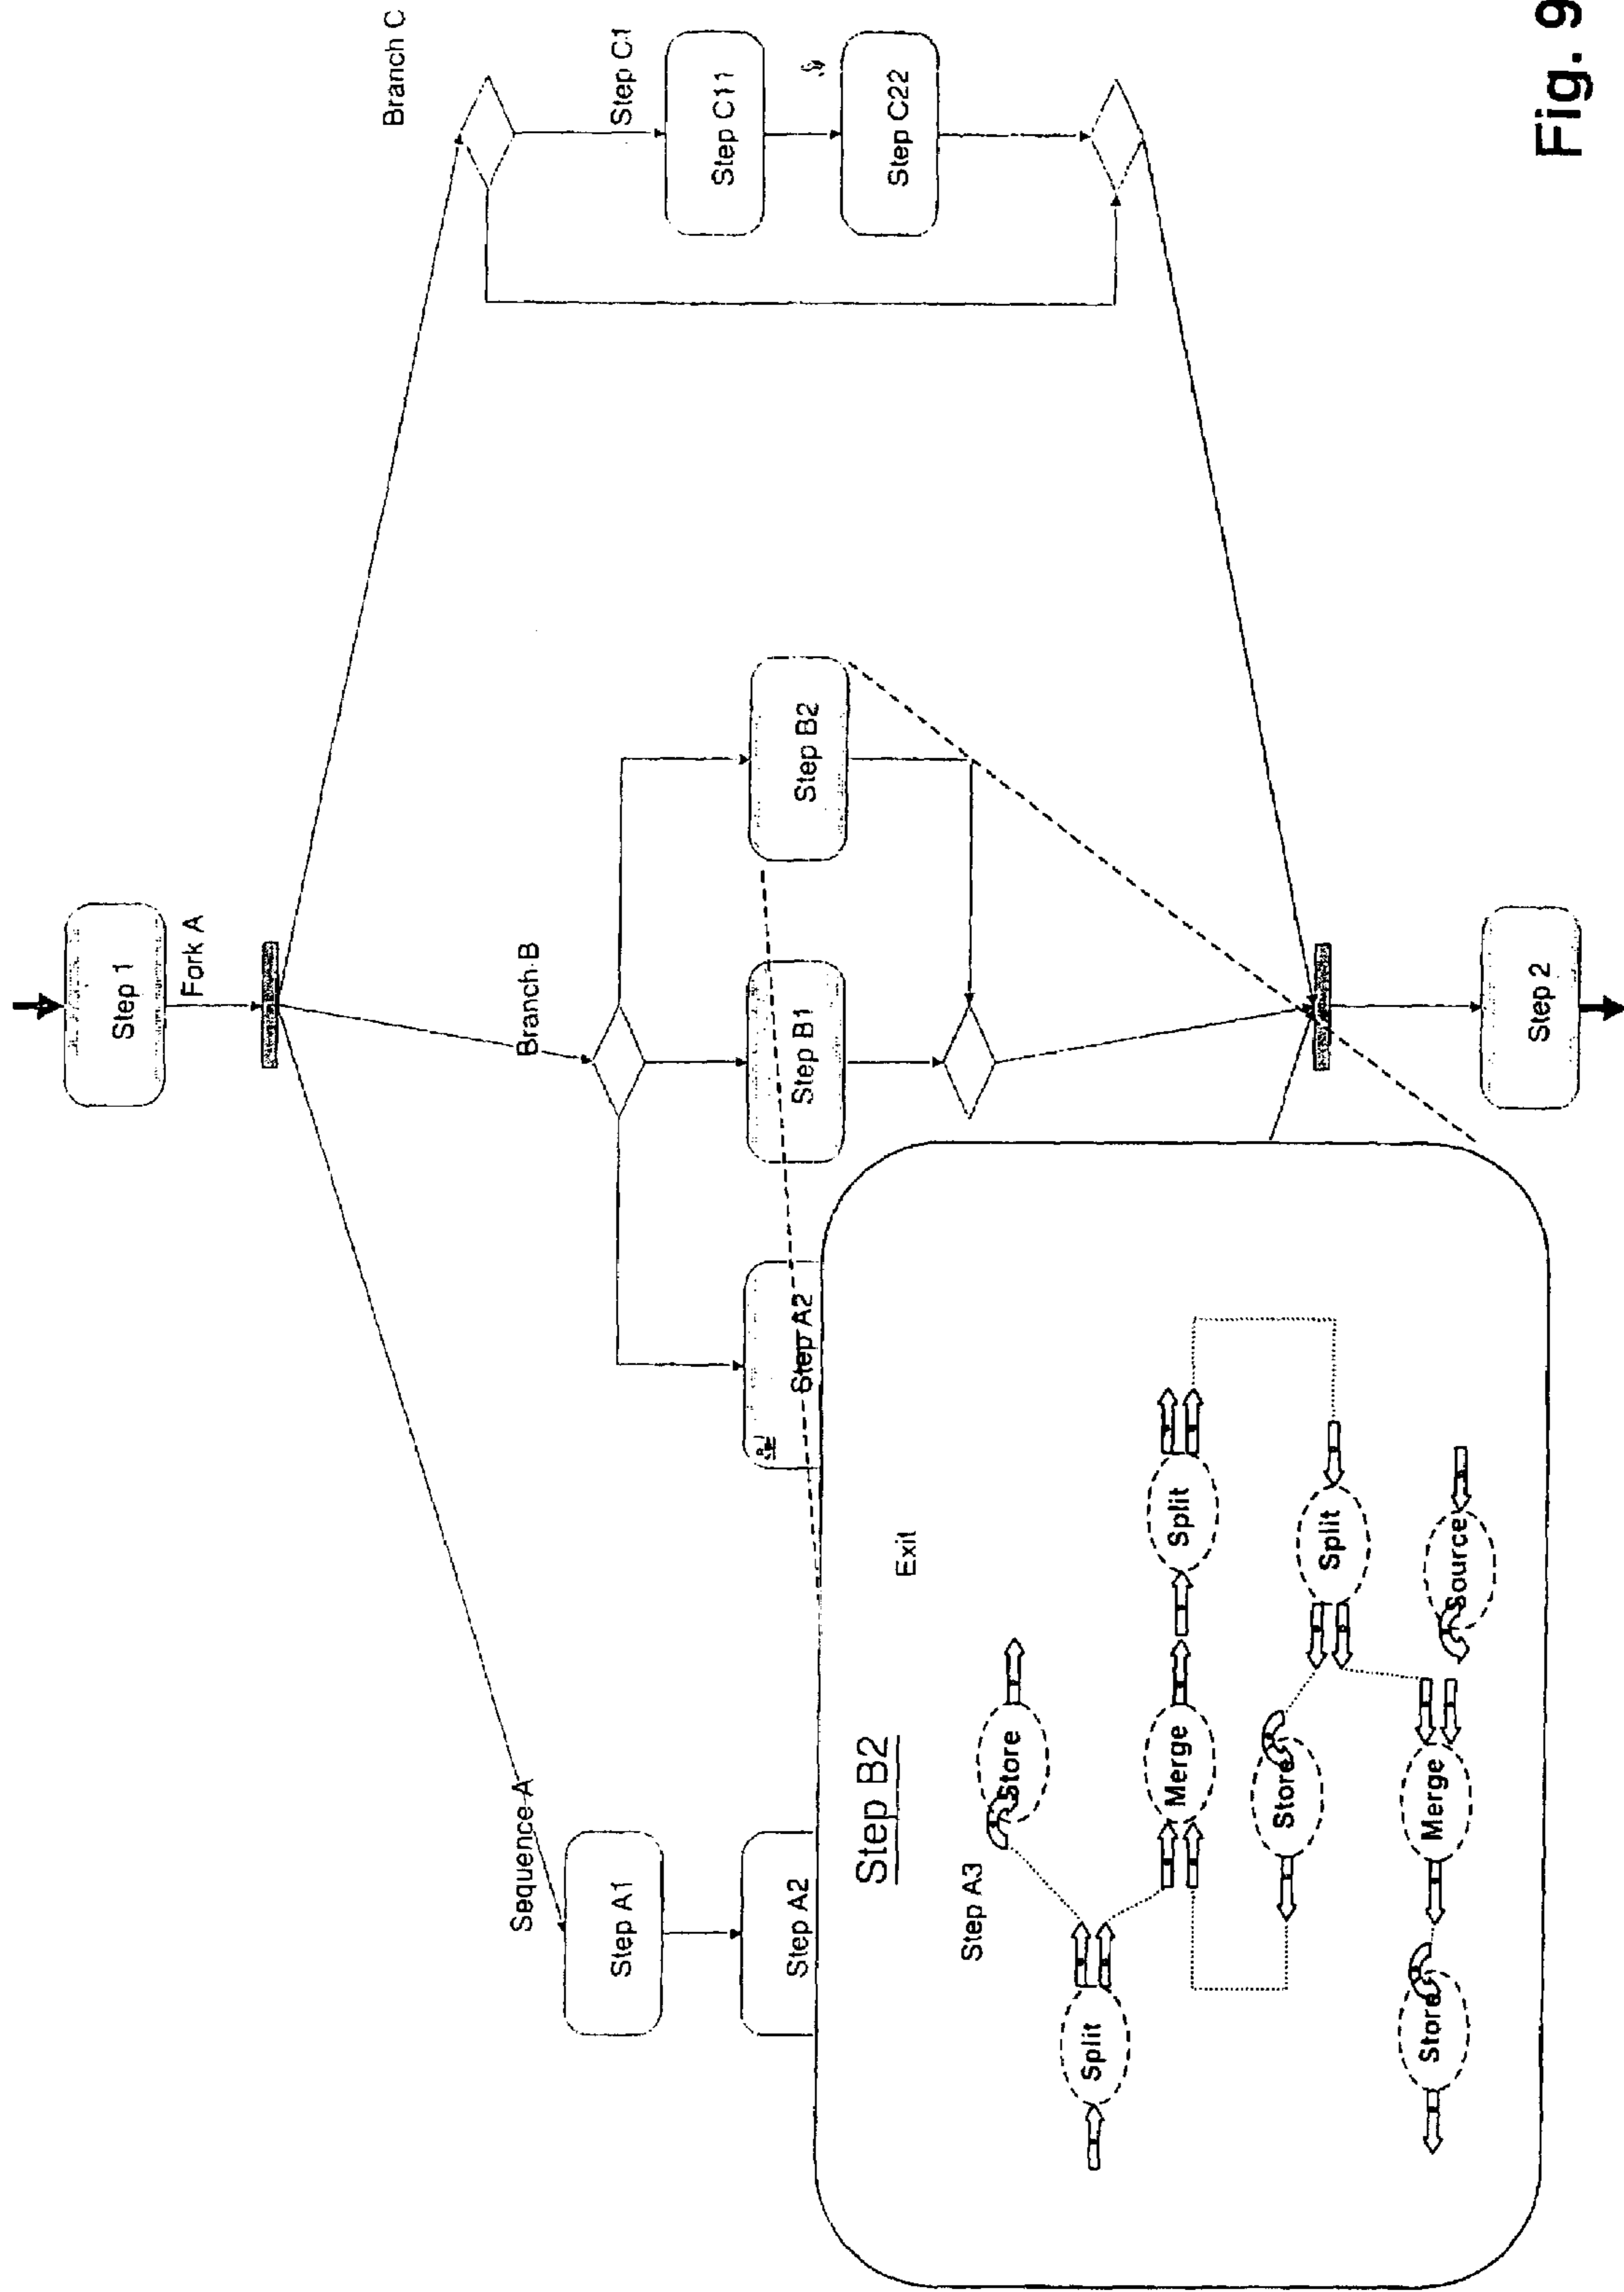 Step 1
Fork A
Sequence A
Branch B
Branch C
Step A1
Step C1
Step C11
Step A2
Step A2
Step B1
Step B2
Step C22
Step B2
Exit
Step A3
Store
Split
Merge
Split
Store
Split
Store
Merge
Source
Step 2
Fig. 9